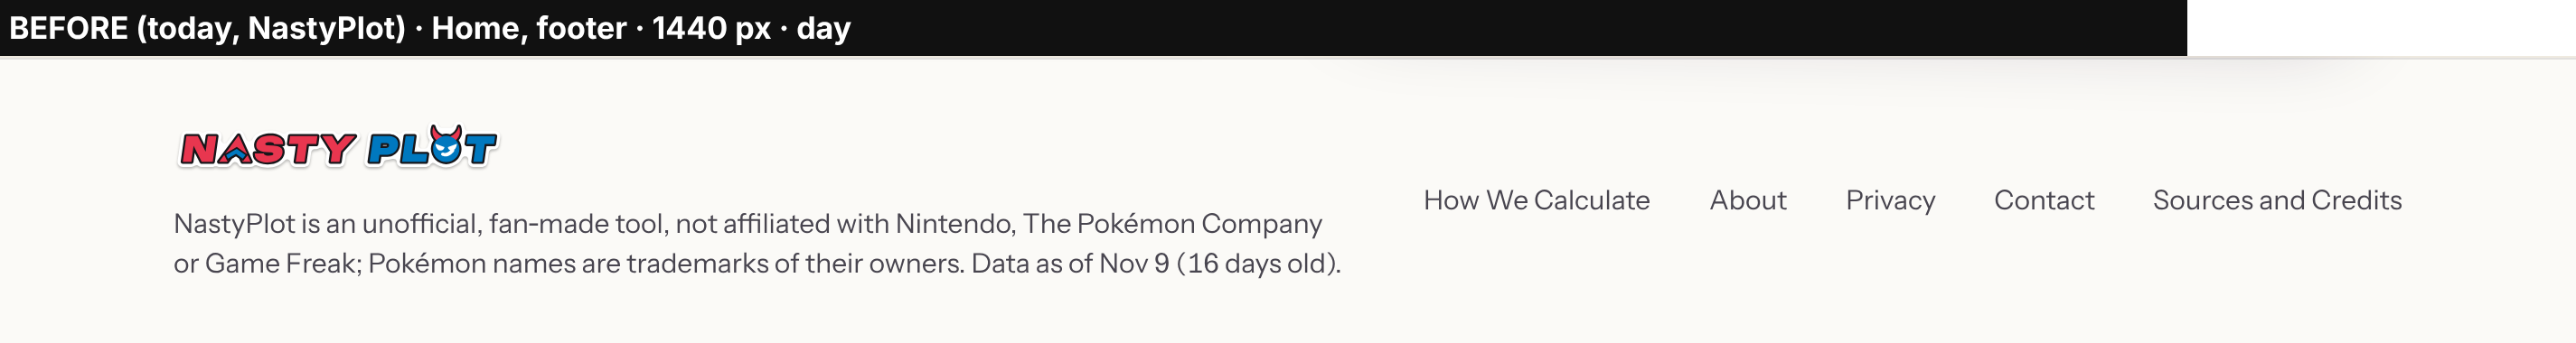 BEFORE (today, NastyPlot) · Home, footer · 1440 px · day
NASTY PLOT
NastyPlot is an unofficial, fan-made tool, not affiliated with Nintendo, The Pokémon Company
or Game Freak; Pokémon names are trademarks of their owners. Data as of Nov 9 (16 days old).
How We Calculate About Privacy Contact Sources and Credits